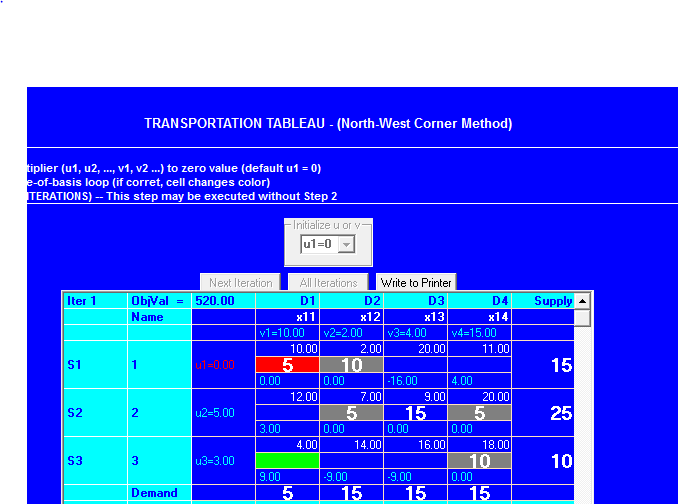 TRANSPORTATION TABLEAU - (North-West Corner Method)
tiplier (u1, u2, ..., v1, v2 ...) to zero value (default u1 = 0)
e-of-basis loop (if corret, cell changes color)
ITERATIONS) -- This step may be executed without Step 2
Initialize u or v
u1=0
Next Iteration All Iterations Write to Printer
Iter 1 ObjVal = 520.00 D1 D2 D3 D4 Supply
Name x11 x12 x13 x14
v1=10.00 v2=2.00 v3=4.00 v4=15.00
10.00 2.00 20.00 11.00
S1 1 u1=0.00 5 10 15
0.00 0.00 -16.00 4.00
12.00 7.00 9.00 20.00
S2 2 u2=5.00 5 15 5 25
3.00 0.00 0.00 0.00
4.00 14.00 16.00 18.00
S3 3 u3=3.00 10 10
9.00 -9.00 -9.00 0.00
Demand 5 15 15 15